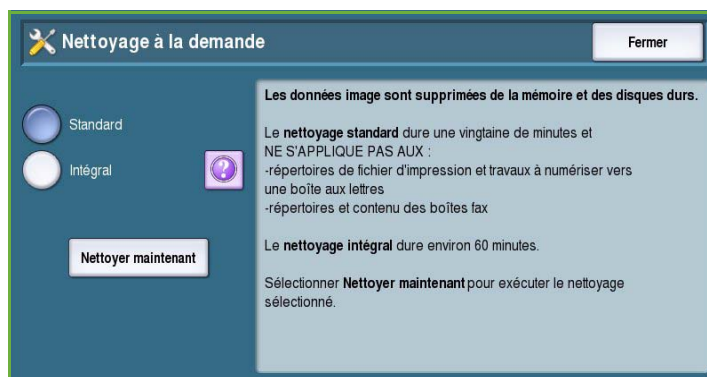 Nettoyage à la demande
Fermer
Standard
Intégral
?
Nettoyer maintenant
Les données image sont supprimées de la mémoire et des disques durs.
Le nettoyage standard dure une vingtaine de minutes et
NE S'APPLIQUE PAS AUX :
-répertoires de fichier d'impression et travaux à numériser vers
une boîte aux lettres
-répertoires et contenu des boîtes fax
Le nettoyage intégral dure environ 60 minutes.
Sélectionner Nettoyer maintenant pour exécuter le nettoyage
sélectionné.